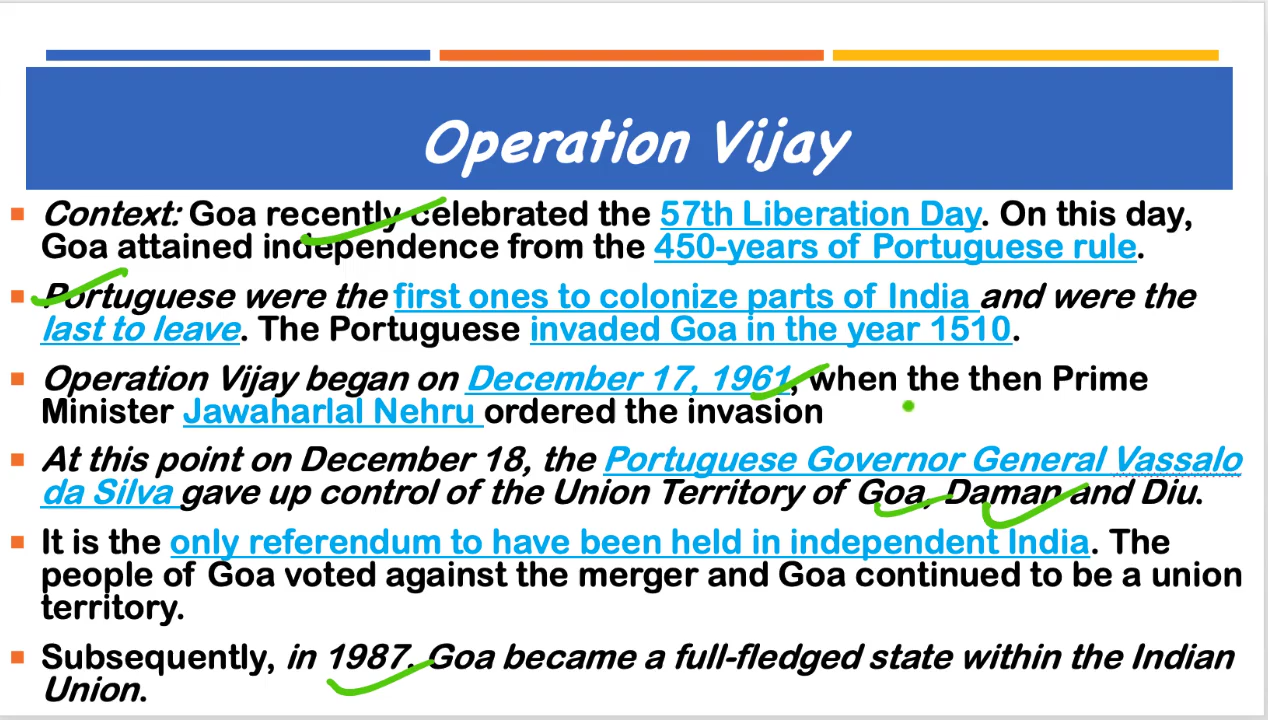 Operation Vijay
Context: Goa recently celebrated the 57th Liberation Day. On this day,
Goa attained independence from the 450-years of Portuguese rule.
Portuguese were the first ones to colonize parts of India and were the
last to leave. The Portuguese invaded Goa in the year 1510.
Operation Vijay began on December 17, 1961, when the then Prime
Minister Jawaharlal Nehru ordered the invasion
At this point on December 18, the Portuguese Governor General Vassalo
da Silva gave up control of the Union Territory of Goa, Daman and Diu.
It is the only referendum to have been held in independent India. The
people of Goa voted against the merger and Goa continued to be a union
territory.
Subsequently, in 1987. Goa became a full-fledged state within the Indian
Union.